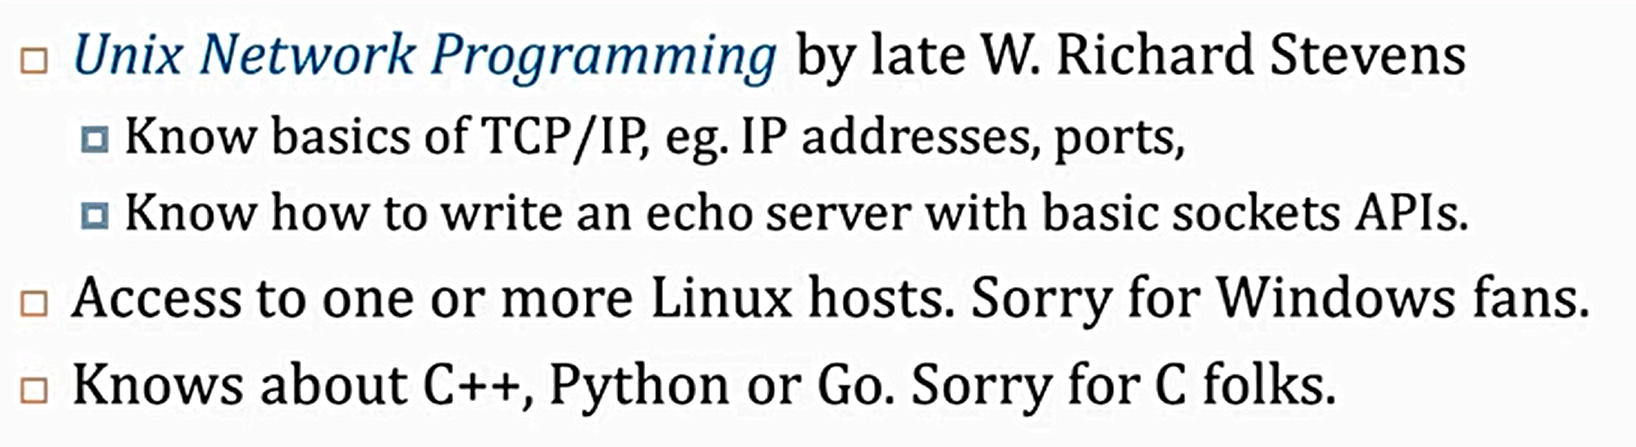 Unix Network Programming by late W. Richard Stevens
Know basics of TCP/IP, eg. IP addresses, ports,
Know how to write an echo server with basic sockets APIs.
Access to one or more Linux hosts. Sorry for Windows fans.
Knows about C++, Python or Go. Sorry for C folks.